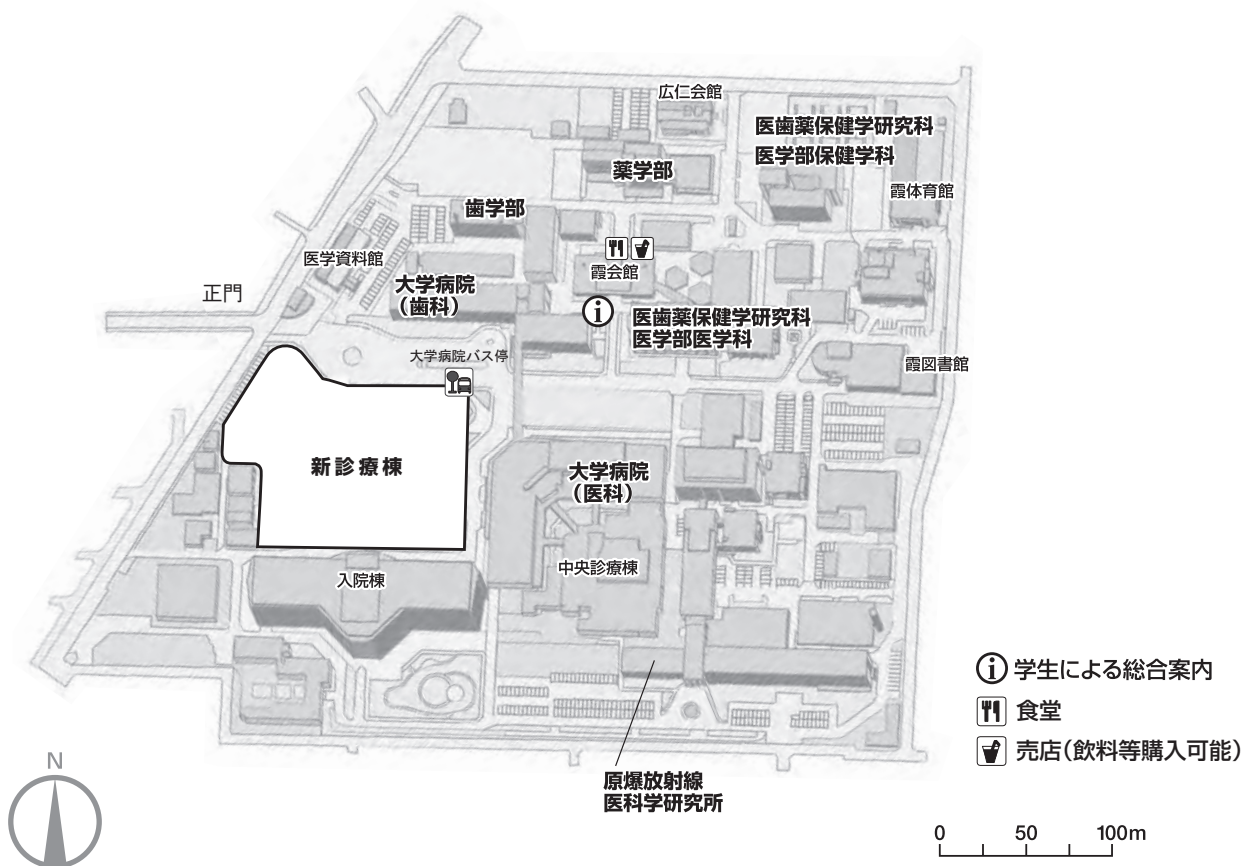 広仁会館
医歯薬保健学研究科
医学部保健学科
薬学部
霞体育館
歯学部
医学資料館
霞会館
大学病院
(歯科)
正門
i
医歯薬保健学研究科
医学部医学科
大学病院バス停
霞図書館
新診療棟
大学病院
(医科)
中央診療棟
入院棟
i 学生による総合案内
食堂
売店(飲料等購入可能)
原爆放射線
医科学研究所
N
0 50 100m